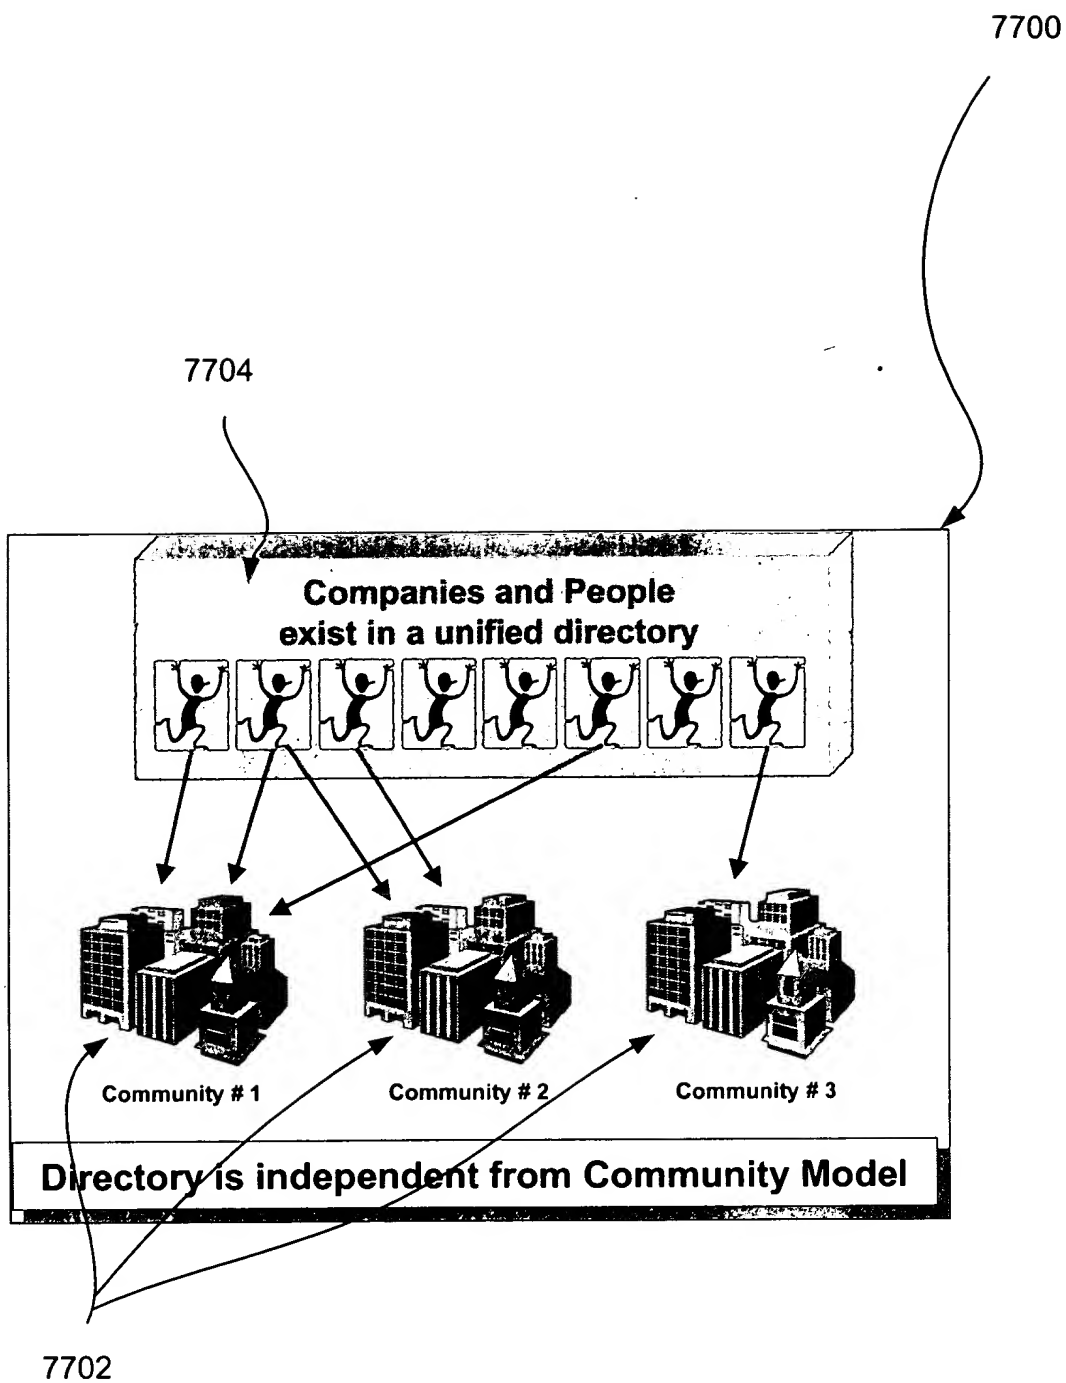 7700
7704
Companies and People
exist in a unified directory
Community # 1
Community # 2
Community # 3
Directory is independent from Community Model
7702